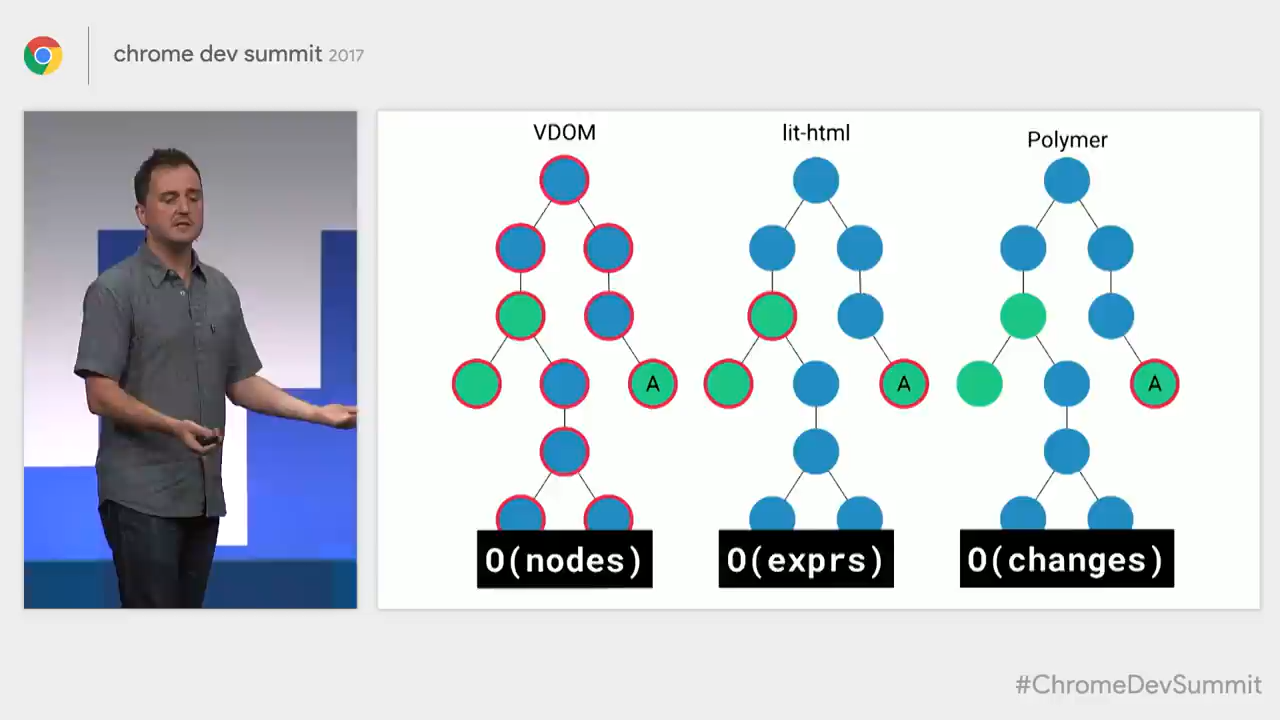 chrome dev summit 2017
VDOM
lit-html
Polymer
A
A
A
O(nodes)
O(exprs)
O(changes)
#ChromeDevSummit